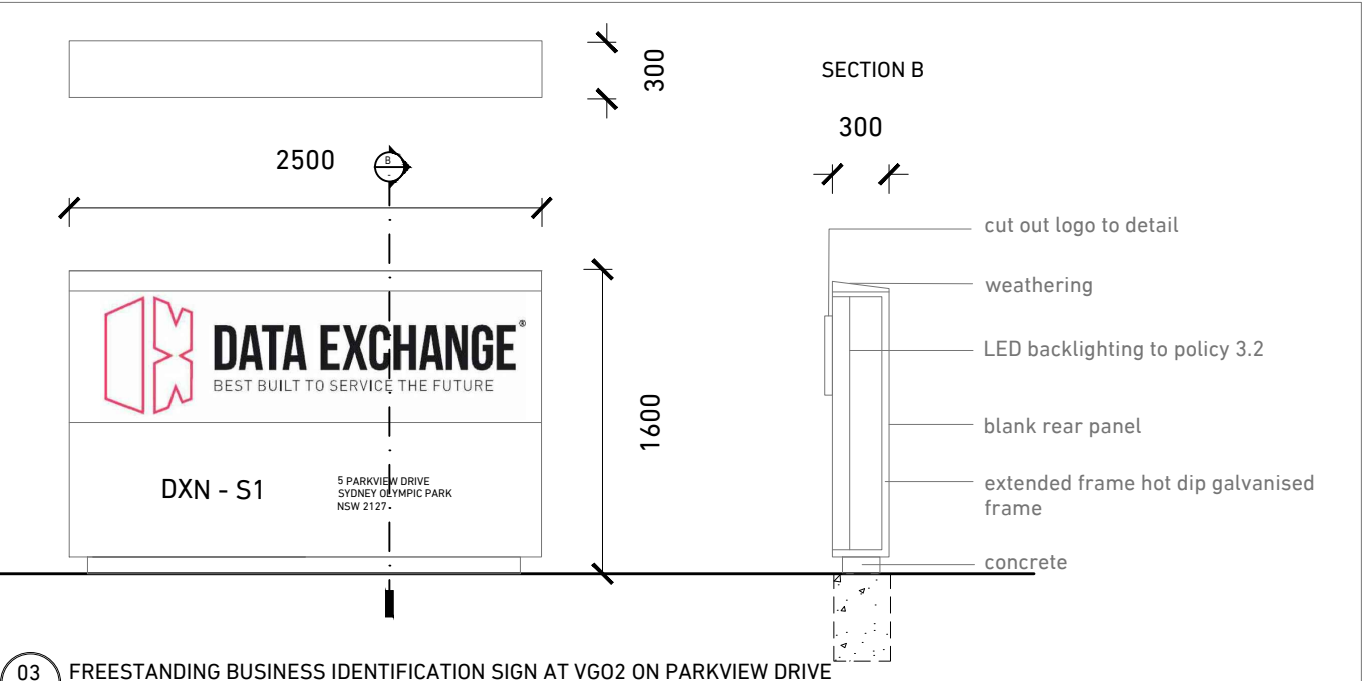 300
SECTION B
300
2500
B
cut out logo to detail
weathering
DATA EXCHANGE®
BEST BUILT TO SERVICE THE FUTURE
LED backlighting to policy 3.2
1600
blank rear panel
DXN - S1
5 PARKVIEW DRIVE
SYDNEY OLYMPIC PARK
NSW 2127
extended frame hot dip galvanised
frame
concrete
03 FREESTANDING BUSINESS IDENTIFICATION SIGN AT VG02 ON PARKVIEW DRIVE